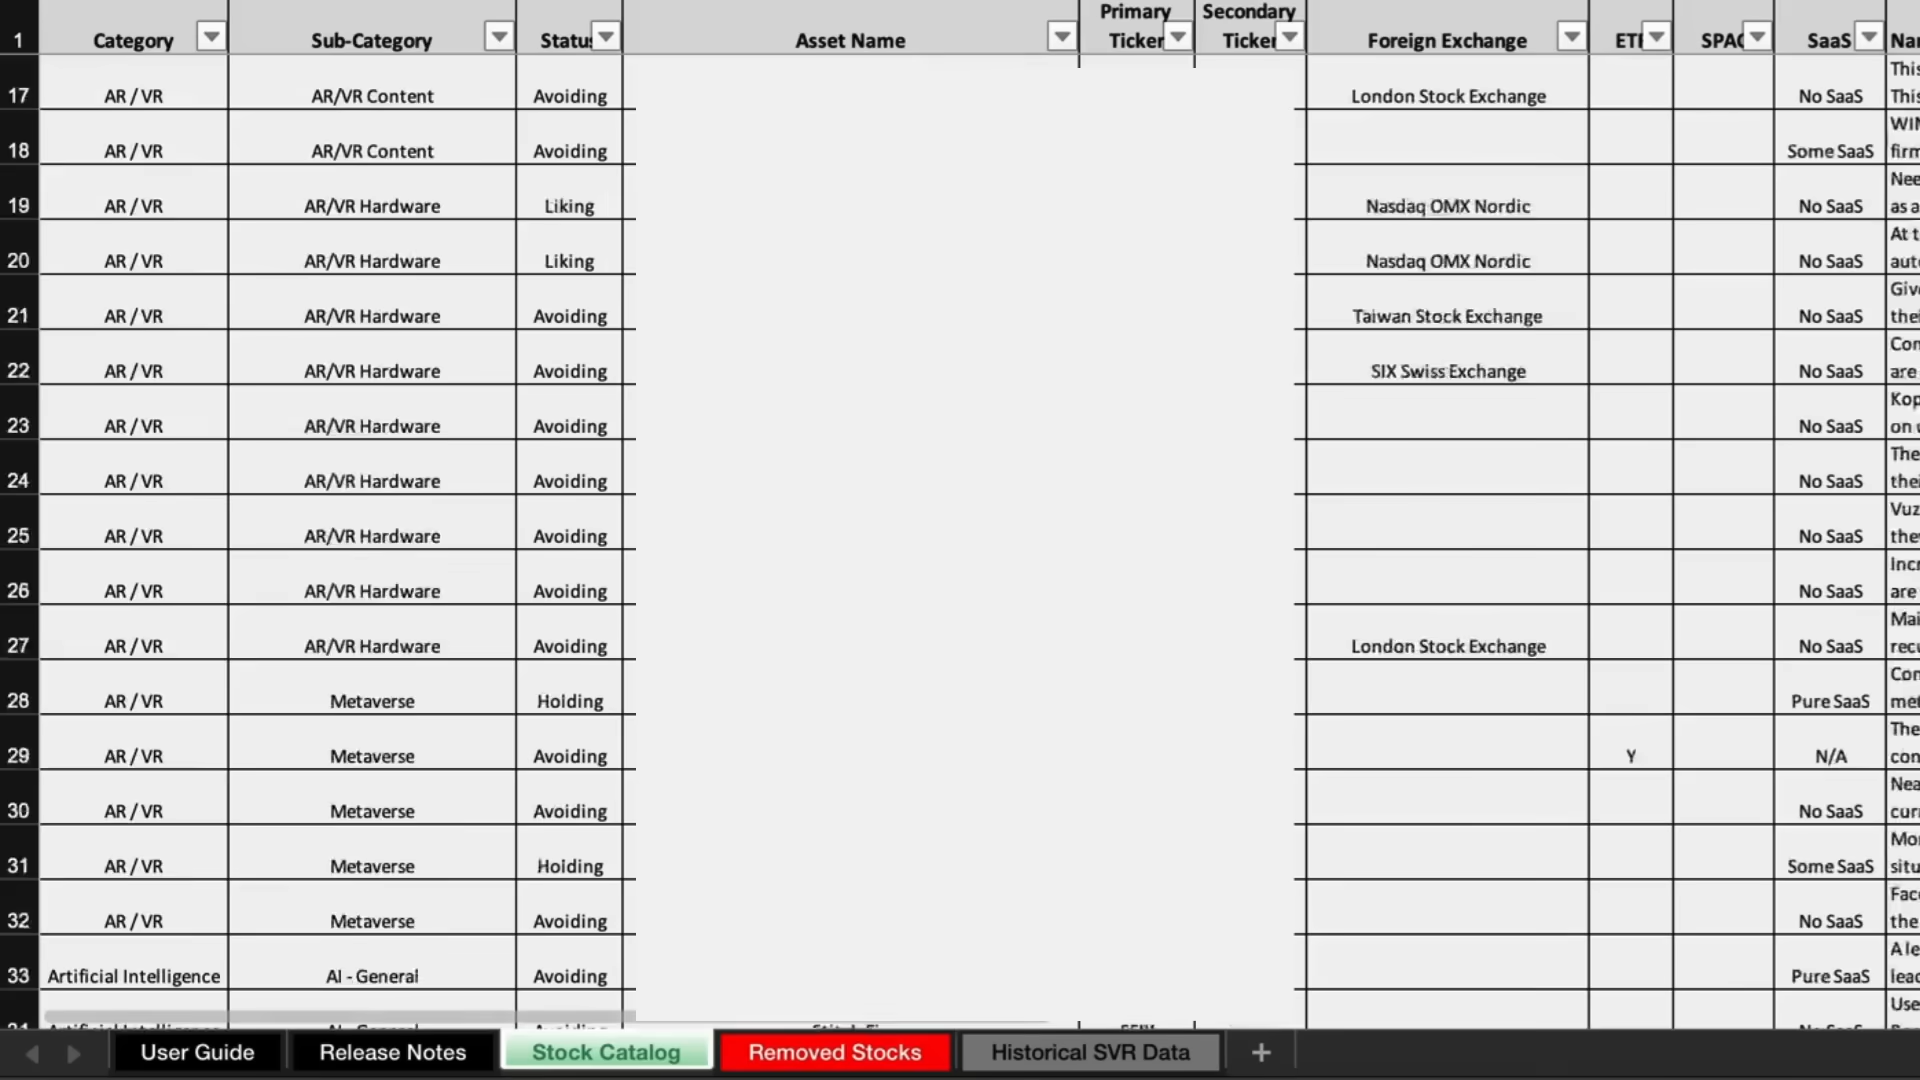 1 Category Sub-Category Status Asset Name Primary Ticker Secondary Ticker Foreign Exchange SPAC SaaS
17 AR / VR AR/VR Content Avoiding London Stock Exchange No SaaS This
18 AR / VR AR/VR Content Avoiding Some SaaS firm
19 AR / VR AR/VR Hardware Liking Nasdaq OMX Nordic No SaaS as a
20 AR / VR AR/VR Hardware Liking Nasdaq OMX Nordic No SaaS At t
21 AR / VR AR/VR Hardware Avoiding Taiwan Stock Exchange No SaaS
22 AR / VR AR/VR Hardware Avoiding SIX Swiss Exchange No SaaS are
23 AR / VR AR/VR Hardware Avoiding No SaaS on
24 AR / VR AR/VR Hardware Avoiding No SaaS The
25 AR / VR AR/VR Hardware Avoiding No SaaS
26 AR / VR AR/VR Hardware Avoiding No SaaS are
27 AR / VR AR/VR Hardware Avoiding London Stock Exchange No SaaS
28 AR / VR Metaverse Holding Pure SaaS
29 AR / VR Metaverse Avoiding Y N/A The
30 AR / VR Metaverse Avoiding No SaaS
31 AR / VR Metaverse Holding Some SaaS
32 AR / VR Metaverse Avoiding No SaaS the
33 Artificial Intelligence AI - General Avoiding Pure SaaS
User Guide Release Notes Stock Catalog Removed Stocks Historical SVR Data +